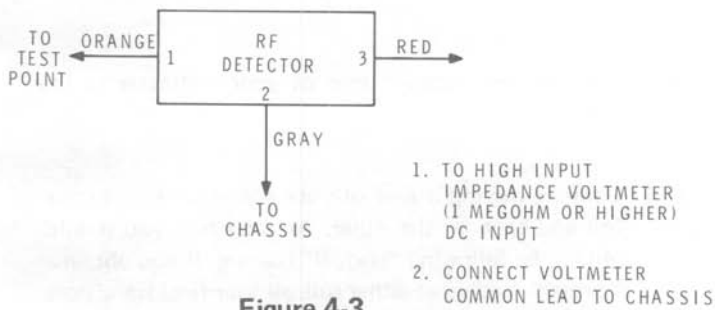 TO
TEST
POINT
ORANGE
1
RF
DETECTOR
2
3
RED
GRAY
TO
CHASSIS
1. TO HIGH INPUT
IMPEDANCE VOLTMETER
(1 MEGOHM OR HIGHER)
DC INPUT
2. CONNECT VOLTMETER
COMMON LEAD TO CHASSIS
Figure 4-3